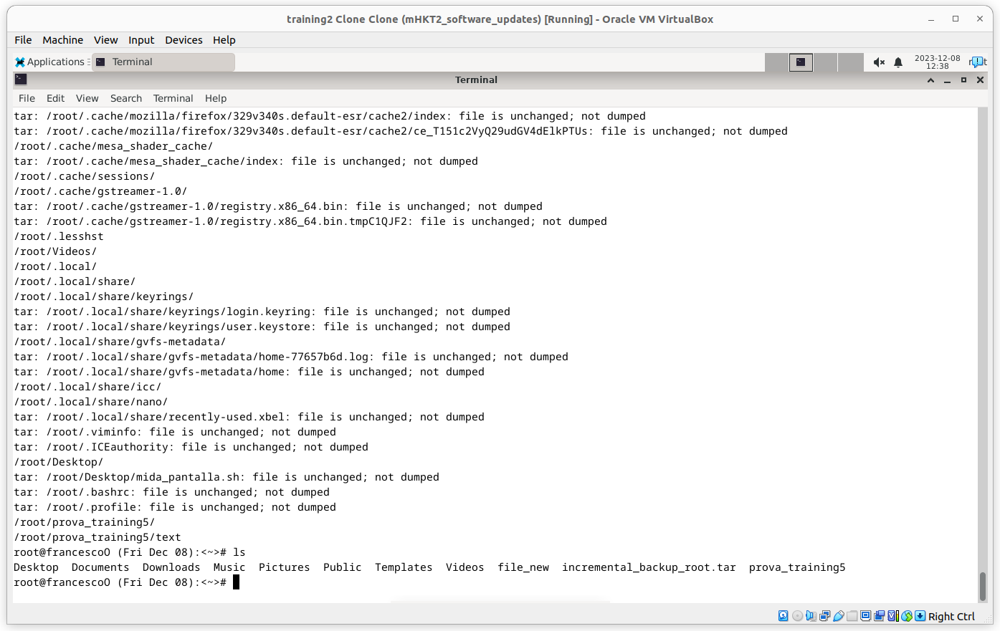 training2 Clone Clone (mHKT2_software_updates) [Running] - Oracle VM VirtualBox
File Machine View Input Devices Help
Applications Terminal 2023-12-08
12:38
Terminal
File Edit View Search Terminal Help
tar: /root/.cache/mozilla/firefox/329v340s.default-esr/cache2/index: file is unchanged; not dumped
tar: /root/.cache/mozilla/firefox/329v340s.default-esr/cache2/ce_T151c2VyQ29udGV4dElkPTUs: file is unchanged; not dumped
/root/.cache/mesa_shader_cache/
tar: /root/.cache/mesa_shader_cache/index: file is unchanged; not dumped
/root/.cache/sessions/
/root/.cache/gstreamer-1.0/
tar: /root/.cache/gstreamer-1.0/registry.x86_64.bin: file is unchanged; not dumped
tar: /root/.cache/gstreamer-1.0/registry.x86_64.bin.tmpC1QJF2: file is unchanged; not dumped
/root/.lesshst
/root/Videos/
/root/.local/
/root/.local/share/
/root/.local/share/keyrings/
tar: /root/.local/share/keyrings/login.keyring: file is unchanged; not dumped
tar: /root/.local/share/keyrings/user.keystore: file is unchanged; not dumped
/root/.local/share/gvfs-metadata/
tar: /root/.local/share/gvfs-metadata/home-77657b6d.log: file is unchanged; not dumped
tar: /root/.local/share/gvfs-metadata/home: file is unchanged; not dumped
/root/.local/share/icc/
/root/.local/share/nano/
tar: /root/.local/share/recently-used.xbel: file is unchanged; not dumped
tar: /root/.viminfo: file is unchanged; not dumped
tar: /root/.ICEauthority: file is unchanged; not dumped
/root/Desktop/
tar: /root/Desktop/mida_pantalla.sh: file is unchanged; not dumped
tar: /root/.bashrc: file is unchanged; not dumped
tar: /root/.profile: file is unchanged; not dumped
/root/prova_training5/
/root/prova_training5/text
root@francescoO (Fri Dec 08):<~># ls
Desktop Documents Downloads Music Pictures Public Templates Videos file_new incremental_backup_root.tar prova_training5
root@francescoO (Fri Dec 08):<~>#
Right Ctrl